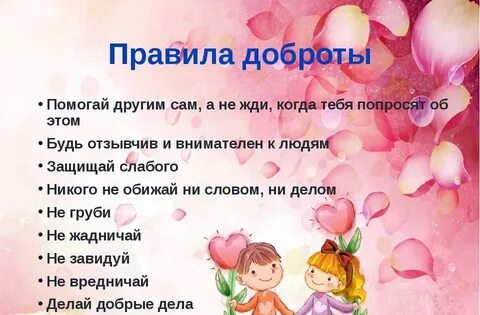 Правила доброты
• Помогай другим сам, а не жди, когда тебя попросят об
этом
• Будь отзывчив и внимателен к людям
• Защищай слабого
• Никого не обижай ни словом, ни делом
• Не груби
• Не жадничай
• Не завидуй
• Не вредничай
• Делай добрые дела